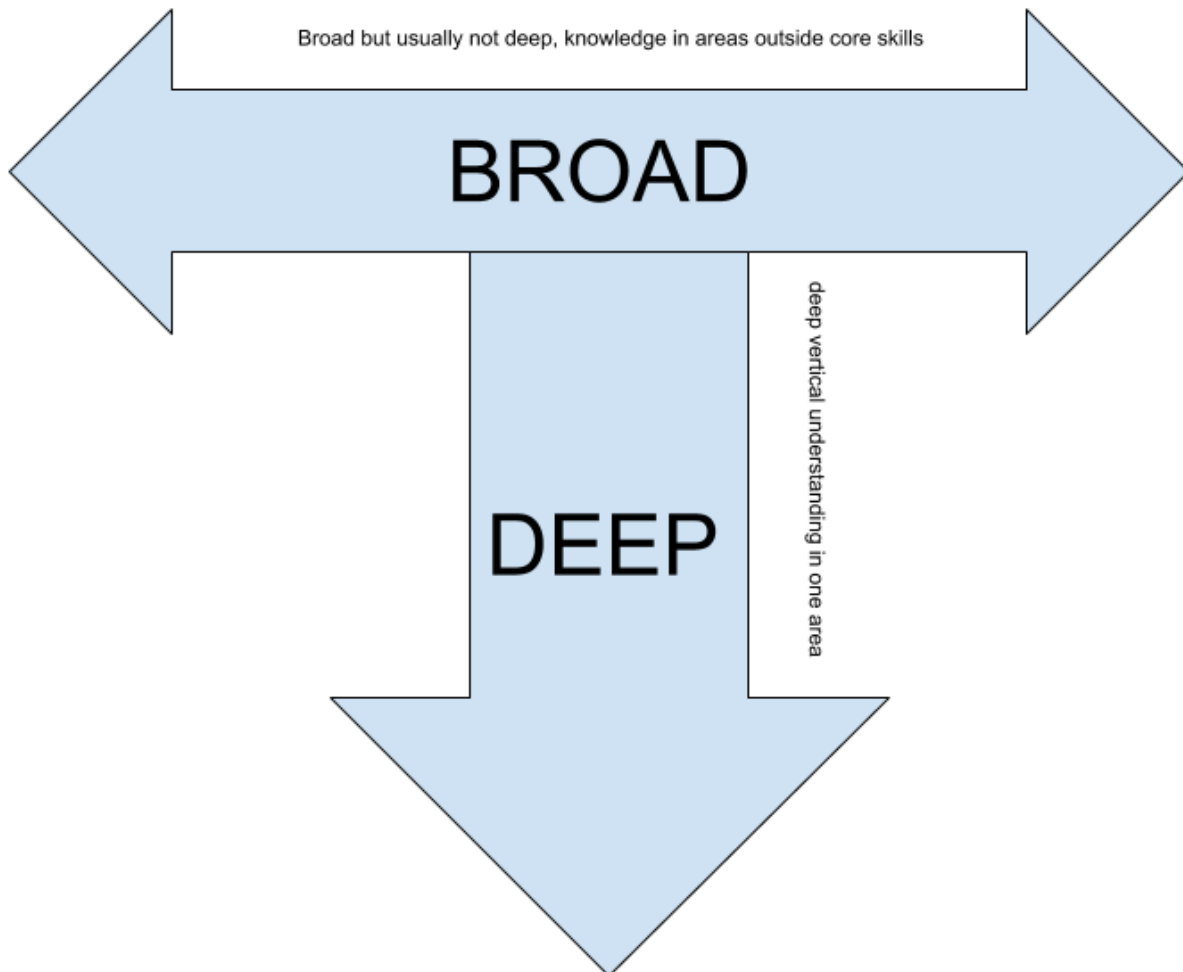 Broad but usually not deep, knowledge in areas outside core skills
BROAD
deep vertical understanding in one area
DEEP